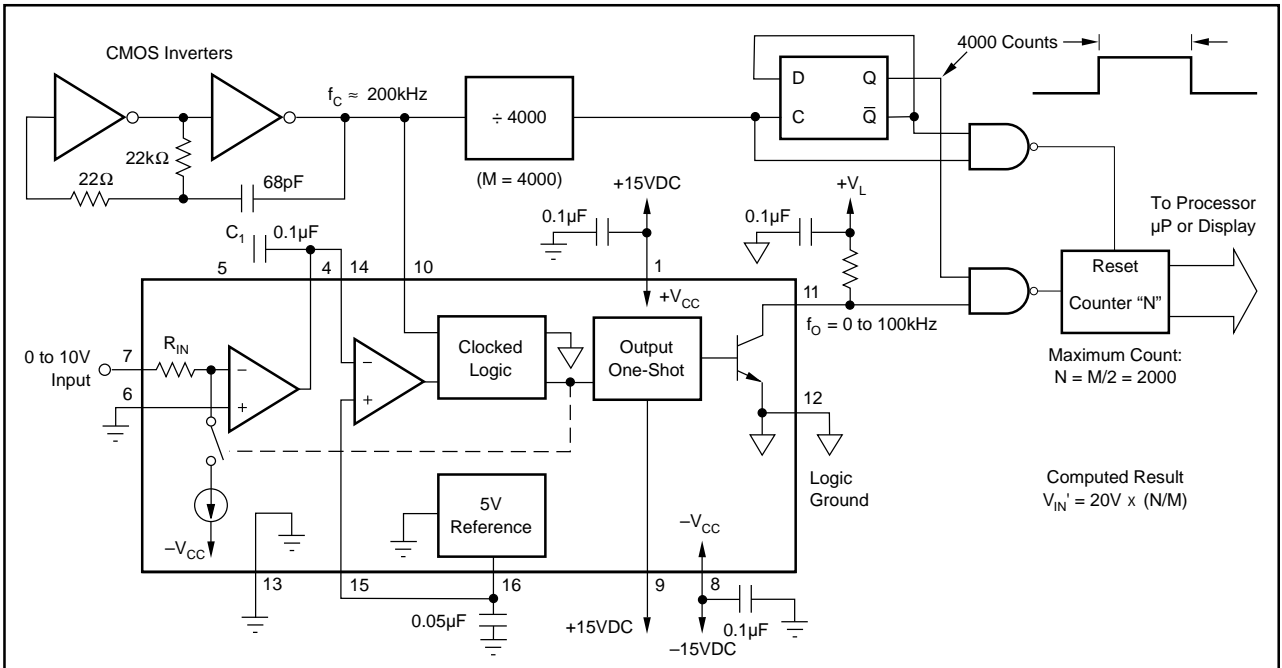 CMOS Inverters
f_C ≈ 200kHz
22kΩ
22Ω
68pF
÷ 4000
(M = 4000)
D
Q
C
Q̅
4000 Counts
+15VDC
0.1µF
+V_L
0.1µF
To Processor
µP or Display
C_1
0.1µF
5
4
14
10
1
+V_CC
11
f_O = 0 to 100kHz
Reset
Counter “N”
Maximum Count:
N = M/2 = 2000
0 to 10V
Input
7
6
R_IN
–
+
–
+
Clocked
Logic
Output
One-Shot
12
Logic
Ground
Computed Result
V_IN' = 20V x (N/M)
5V
Reference
–V_CC
–V_CC
13
15
16
9
8
0.05µF
+15VDC
–15VDC
0.1µF